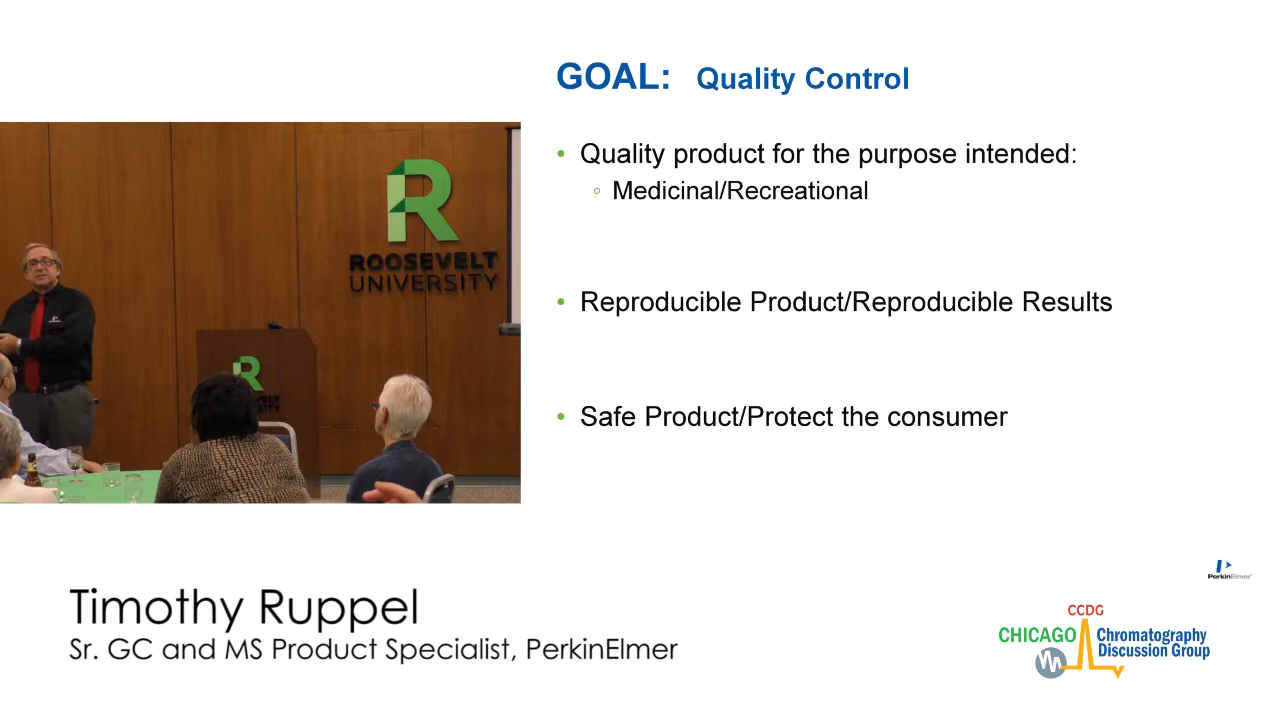 GOAL: Quality Control
• Quality product for the purpose intended:
◦ Medicinal/Recreational
• Reproducible Product/Reproducible Results
• Safe Product/Protect the consumer
R
ROOSEVELT
UNIVERSITY
R
Timothy Ruppel
Sr. GC and MS Product Specialist, PerkinElmer
PerkinElmer
CCDG
CHICAGO Chromatography
Discussion Group